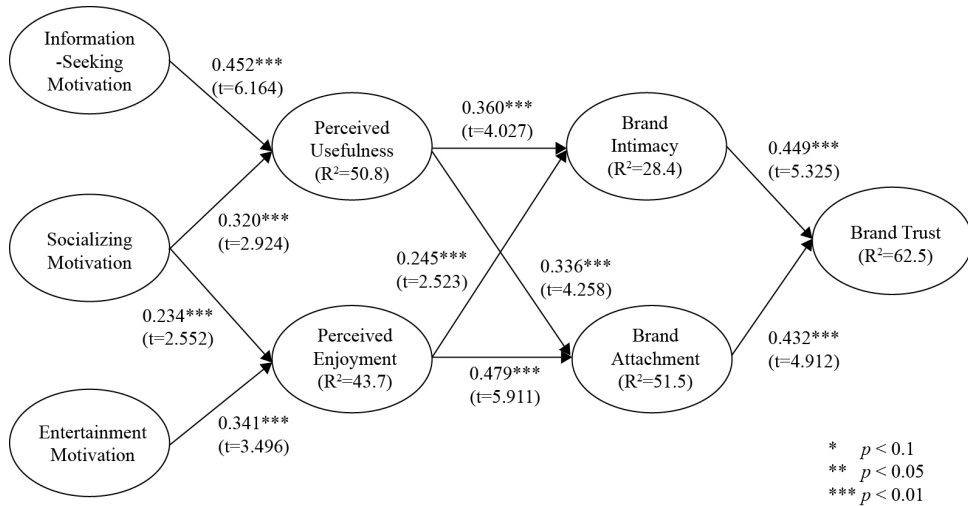 Information
-Seeking
Motivation
0.452***
(t=6.164)
Perceived
Usefulness
(R²=50.8)
0.360***
(t=4.027)
Brand
Intimacy
(R²=28.4)
0.449***
(t=5.325)
Socializing
Motivation
0.320***
(t=2.924)
0.245***
(t=2.523)
0.336***
(t=4.258)
Brand Trust
(R²=62.5)
0.234***
(t=2.552)
Perceived
Enjoyment
(R²=43.7)
0.479***
(t=5.911)
Brand
Attachment
(R²=51.5)
0.432***
(t=4.912)
Entertainment
Motivation
0.341***
(t=3.496)
* p < 0.1
** p < 0.05
*** p < 0.01